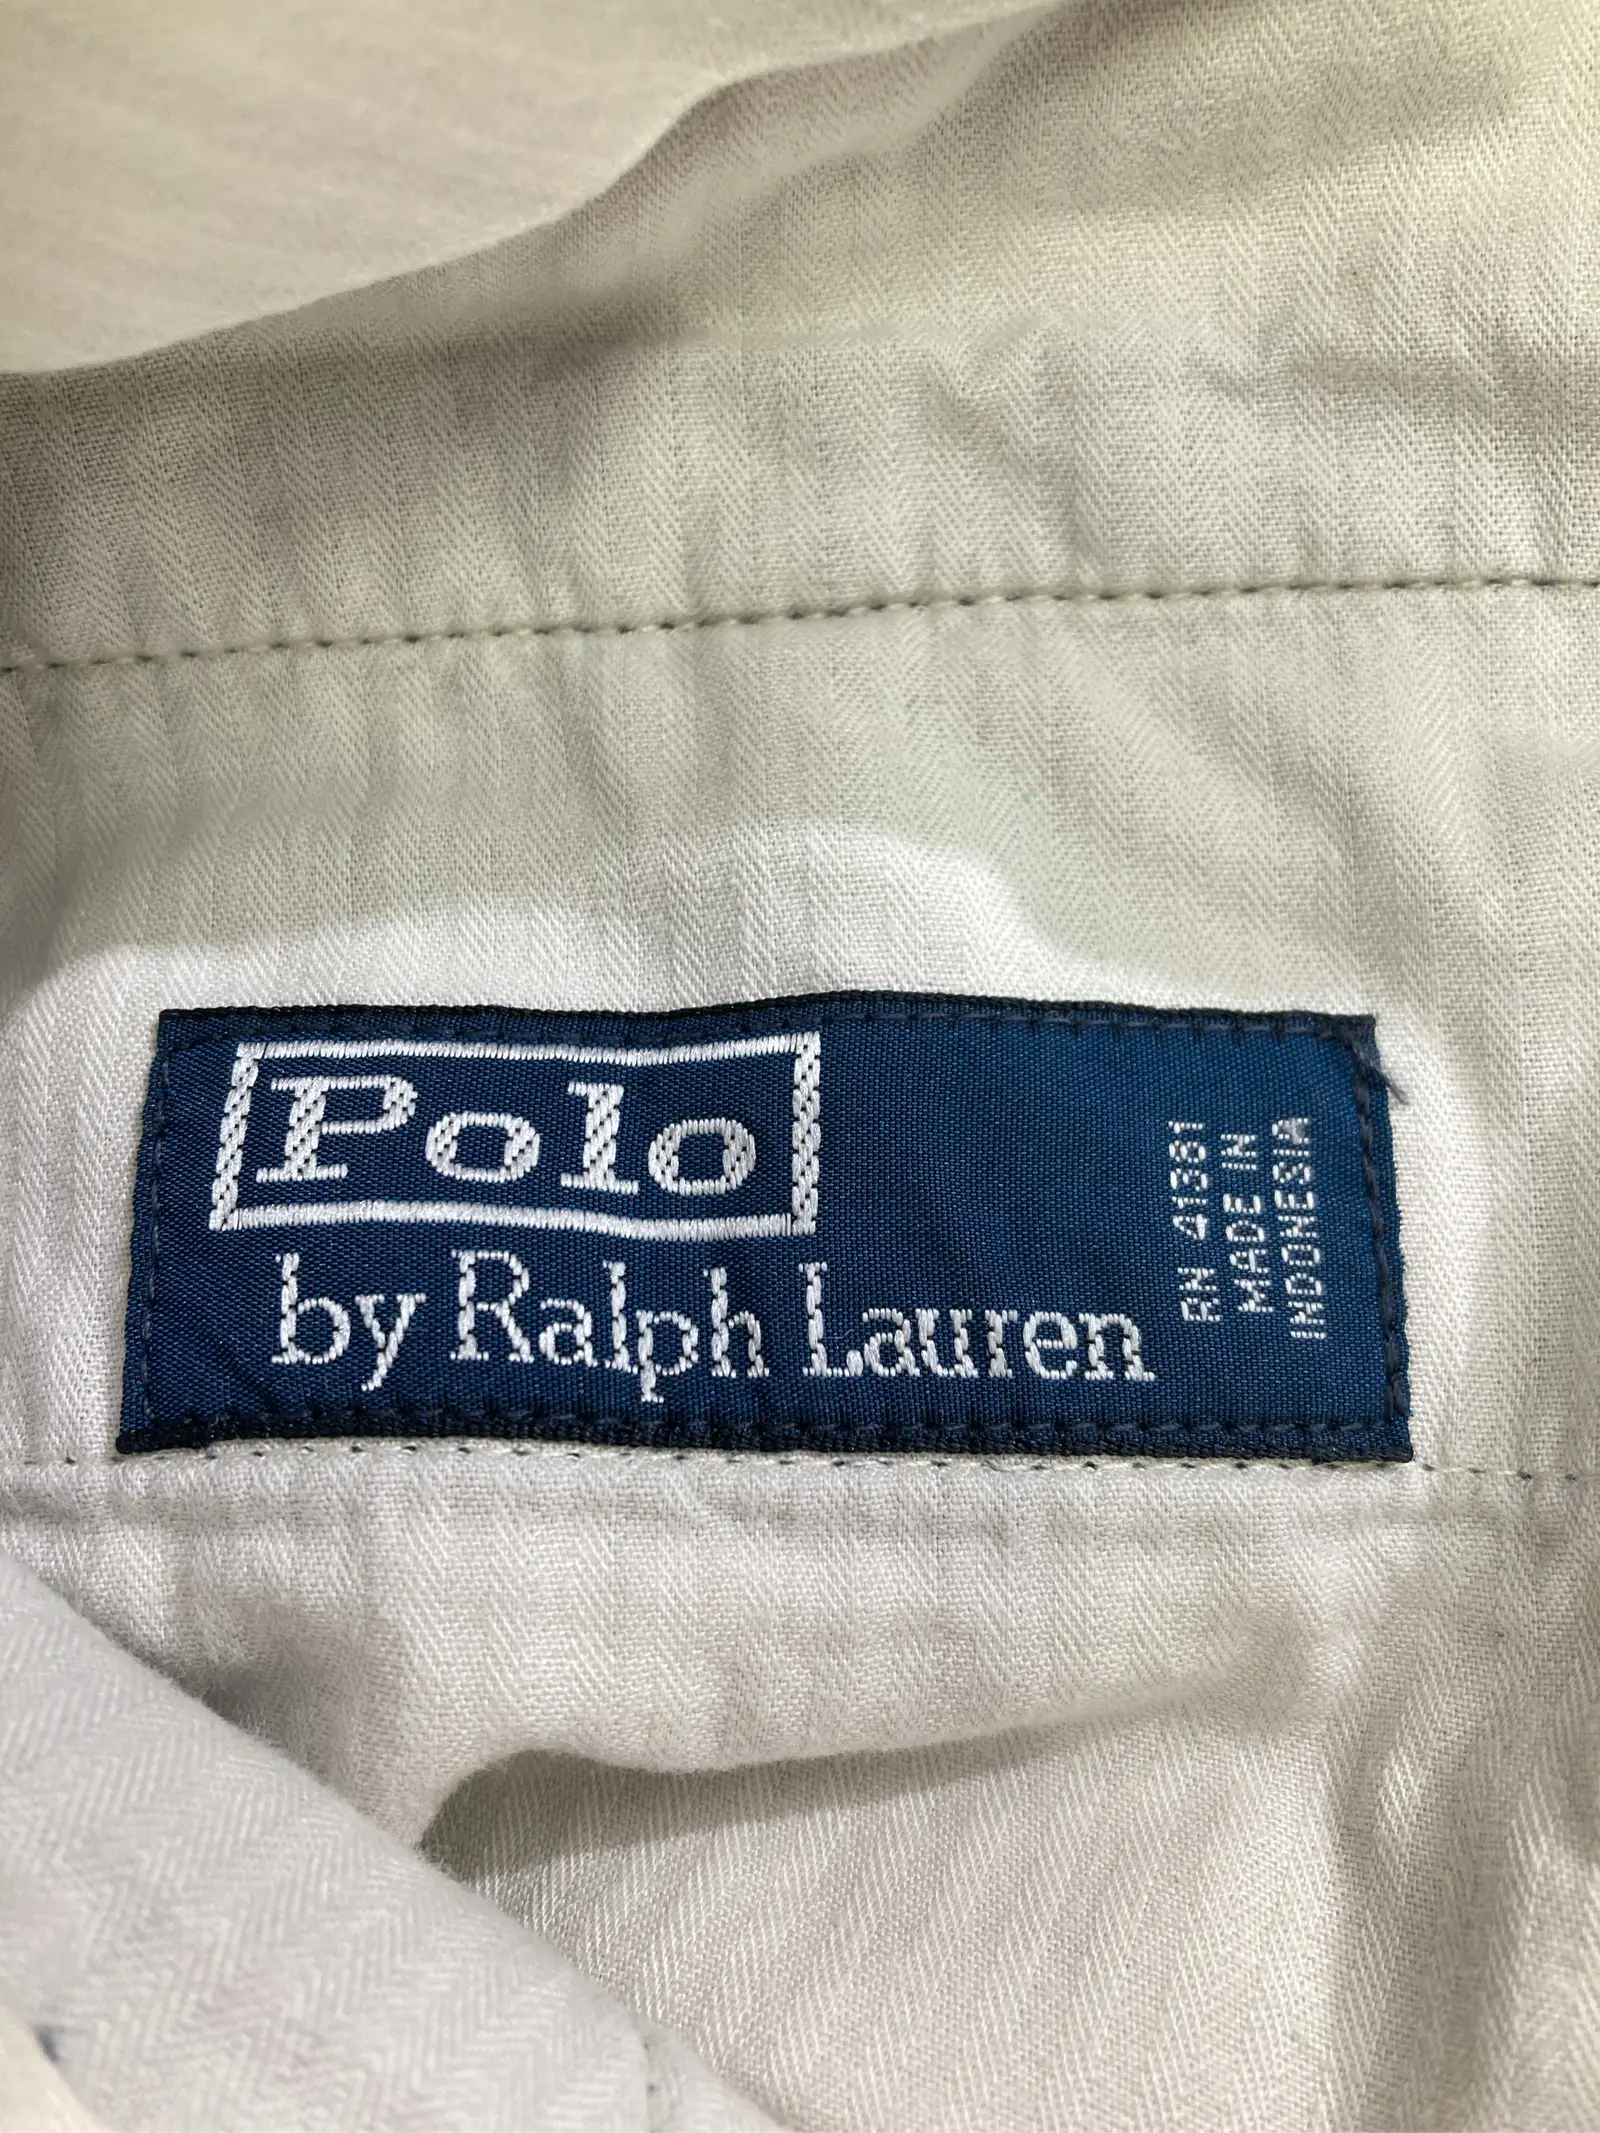 Polo
by Ralph Lauren
RN 41381
MADE IN
INDONESIA